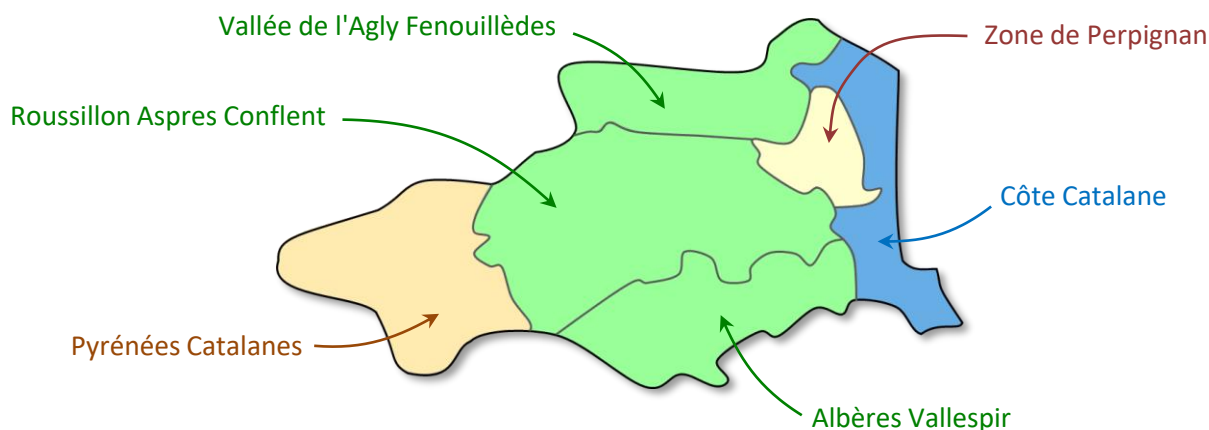 Vallée de l'Agly Fenouillèdes
Zone de Perpignan
Roussillon Aspres Conflent
Côte Catalane
Pyrénées Catalanes
Albères Vallespir